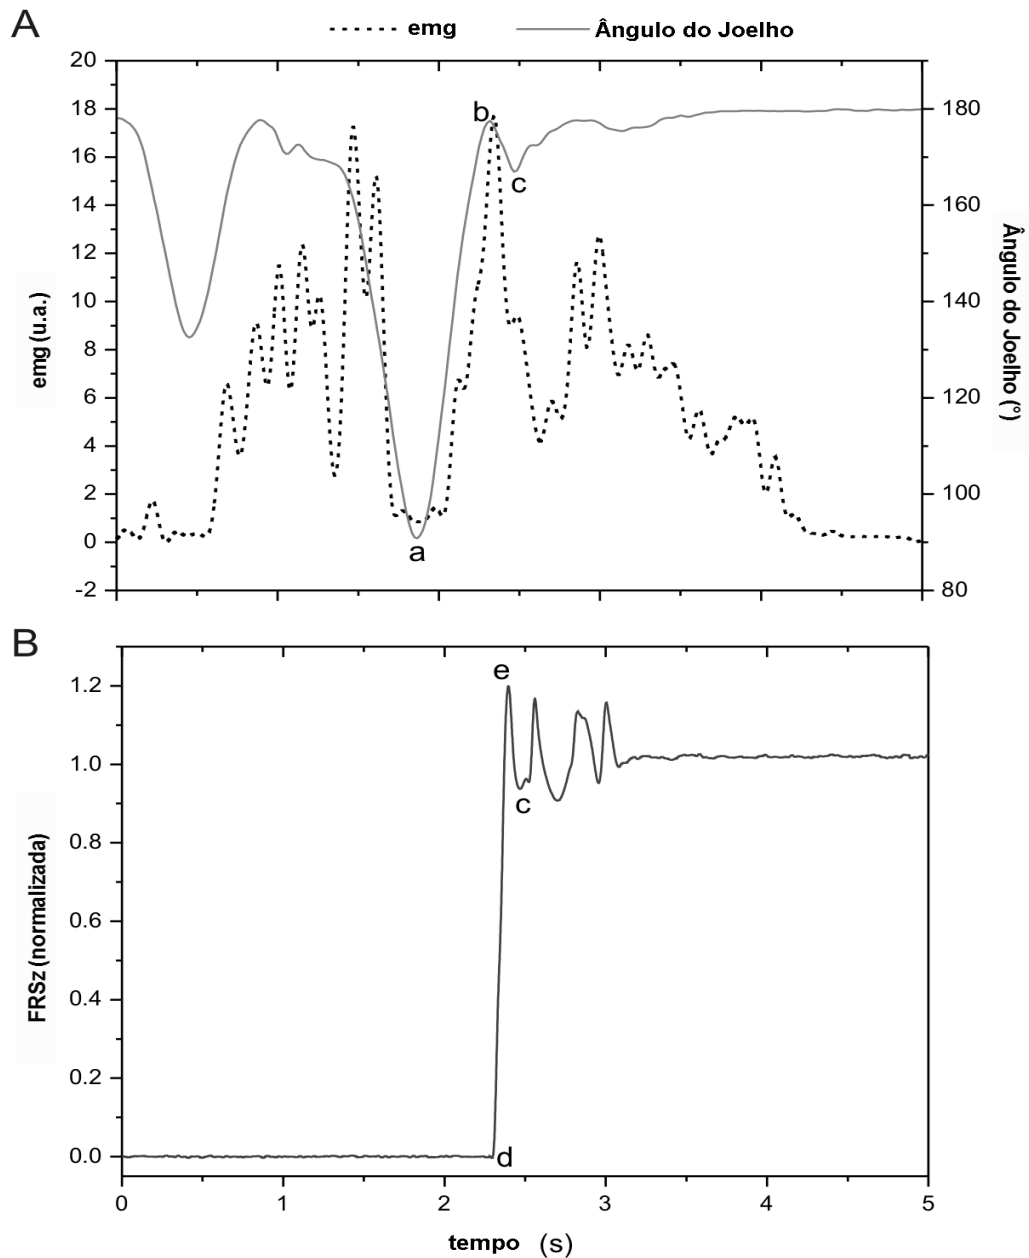 A
emg Ângulo do Joelho
20
18
16
14
12
10
8
6
4
2
0
-2
emg (u.a.)
180
160
140
120
100
80
Ângulo do Joelho (°)
b
c
a
B
1.2
1.0
0.8
0.6
0.4
0.2
0.0
FRSz (normalizada)
e
c
d
0 1 2 3 4 5
tempo (s)